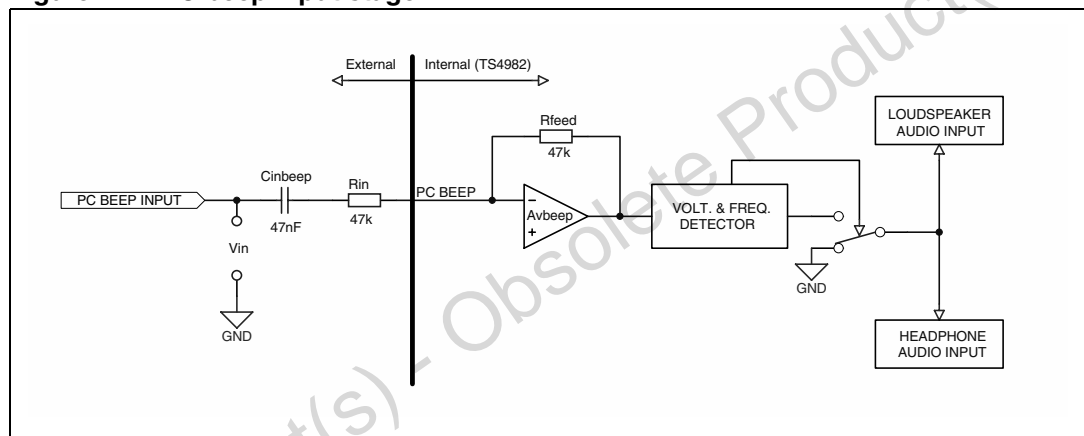 External
Internal (TS4982)
Rfeed
47k
LOUDSPEAKER
AUDIO INPUT
PC BEEP INPUT
Cinbeep
47nF
Rin
47k
PC BEEP
Avbeep
VOLT. & FREQ.
DETECTOR
Vin
GND
GND
HEADPHONE
AUDIO INPUT
t(s) - Obsolete Product(